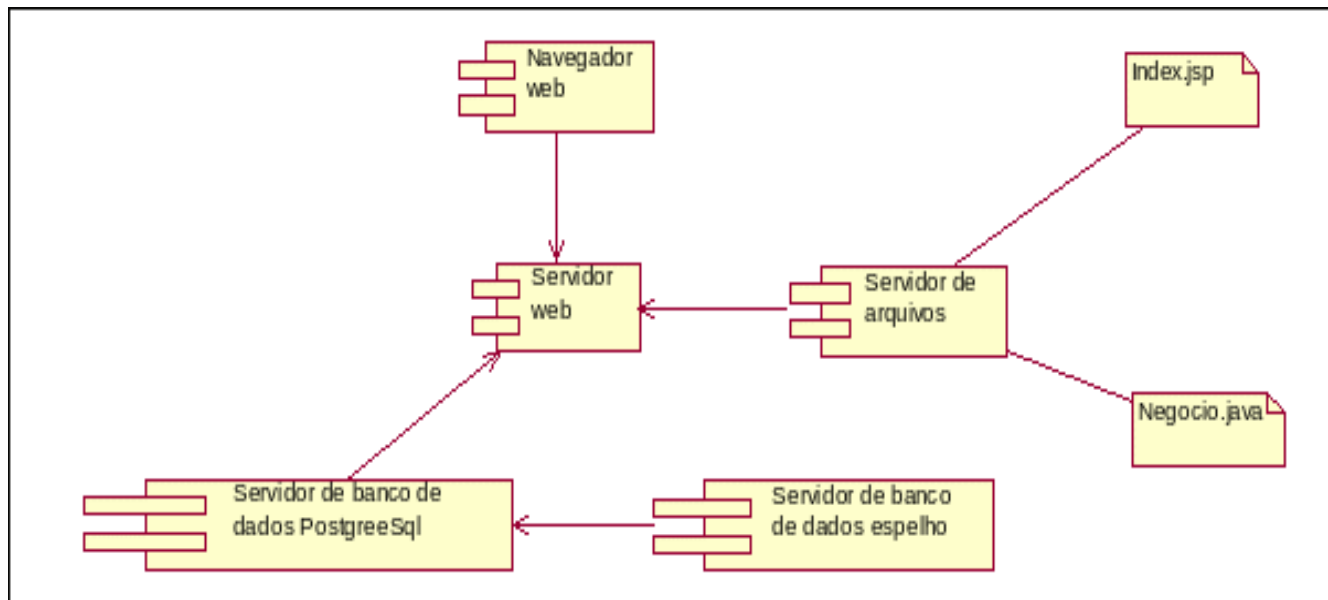 Navegador
web
Index.jsp
Servidor
web
Servidor de
arquivos
Negocio.java
Servidor de banco de
dados PostgreeSql
Servidor de banco
de dados espelho